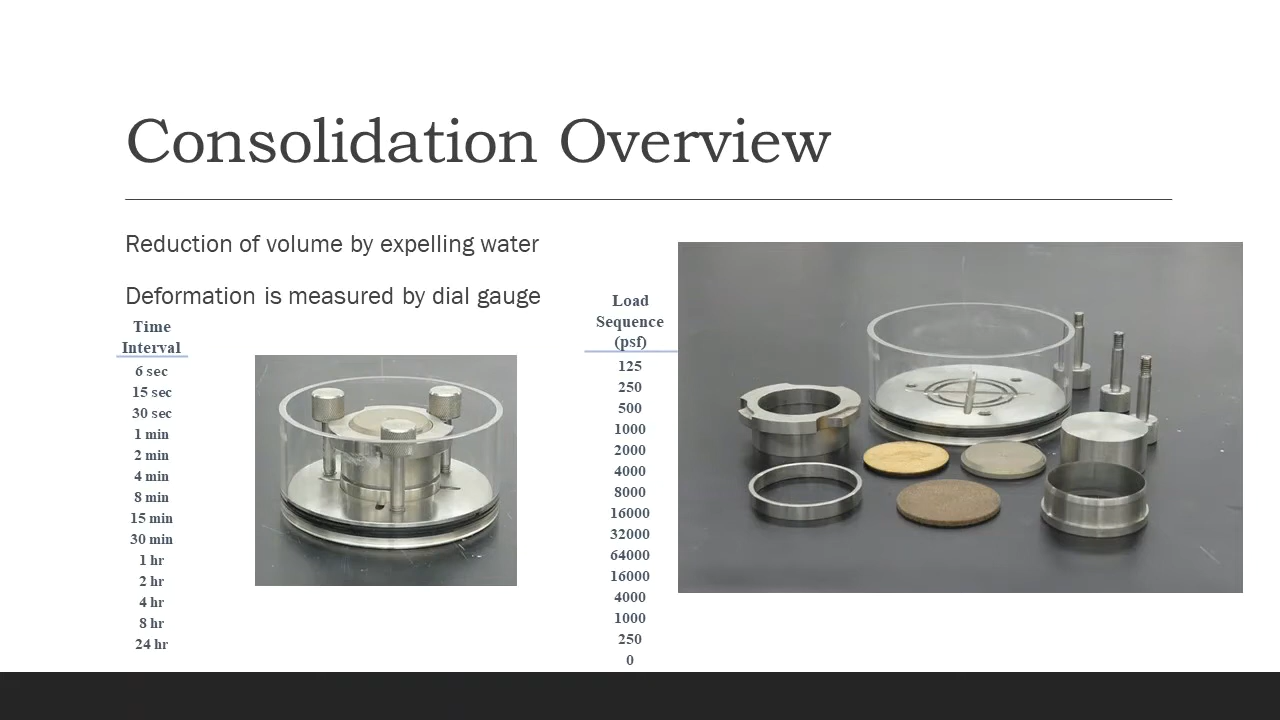 Consolidation Overview
Reduction of volume by expelling water
Deformation is measured by dial gauge
Time
Interval
6 sec
15 sec
30 sec
1 min
2 min
4 min
8 min
15 min
30 min
1 hr
2 hr
4 hr
8 hr
24 hr
Load
Sequence
(psf)
125
250
500
1000
2000
4000
8000
16000
32000
64000
16000
4000
1000
250
0